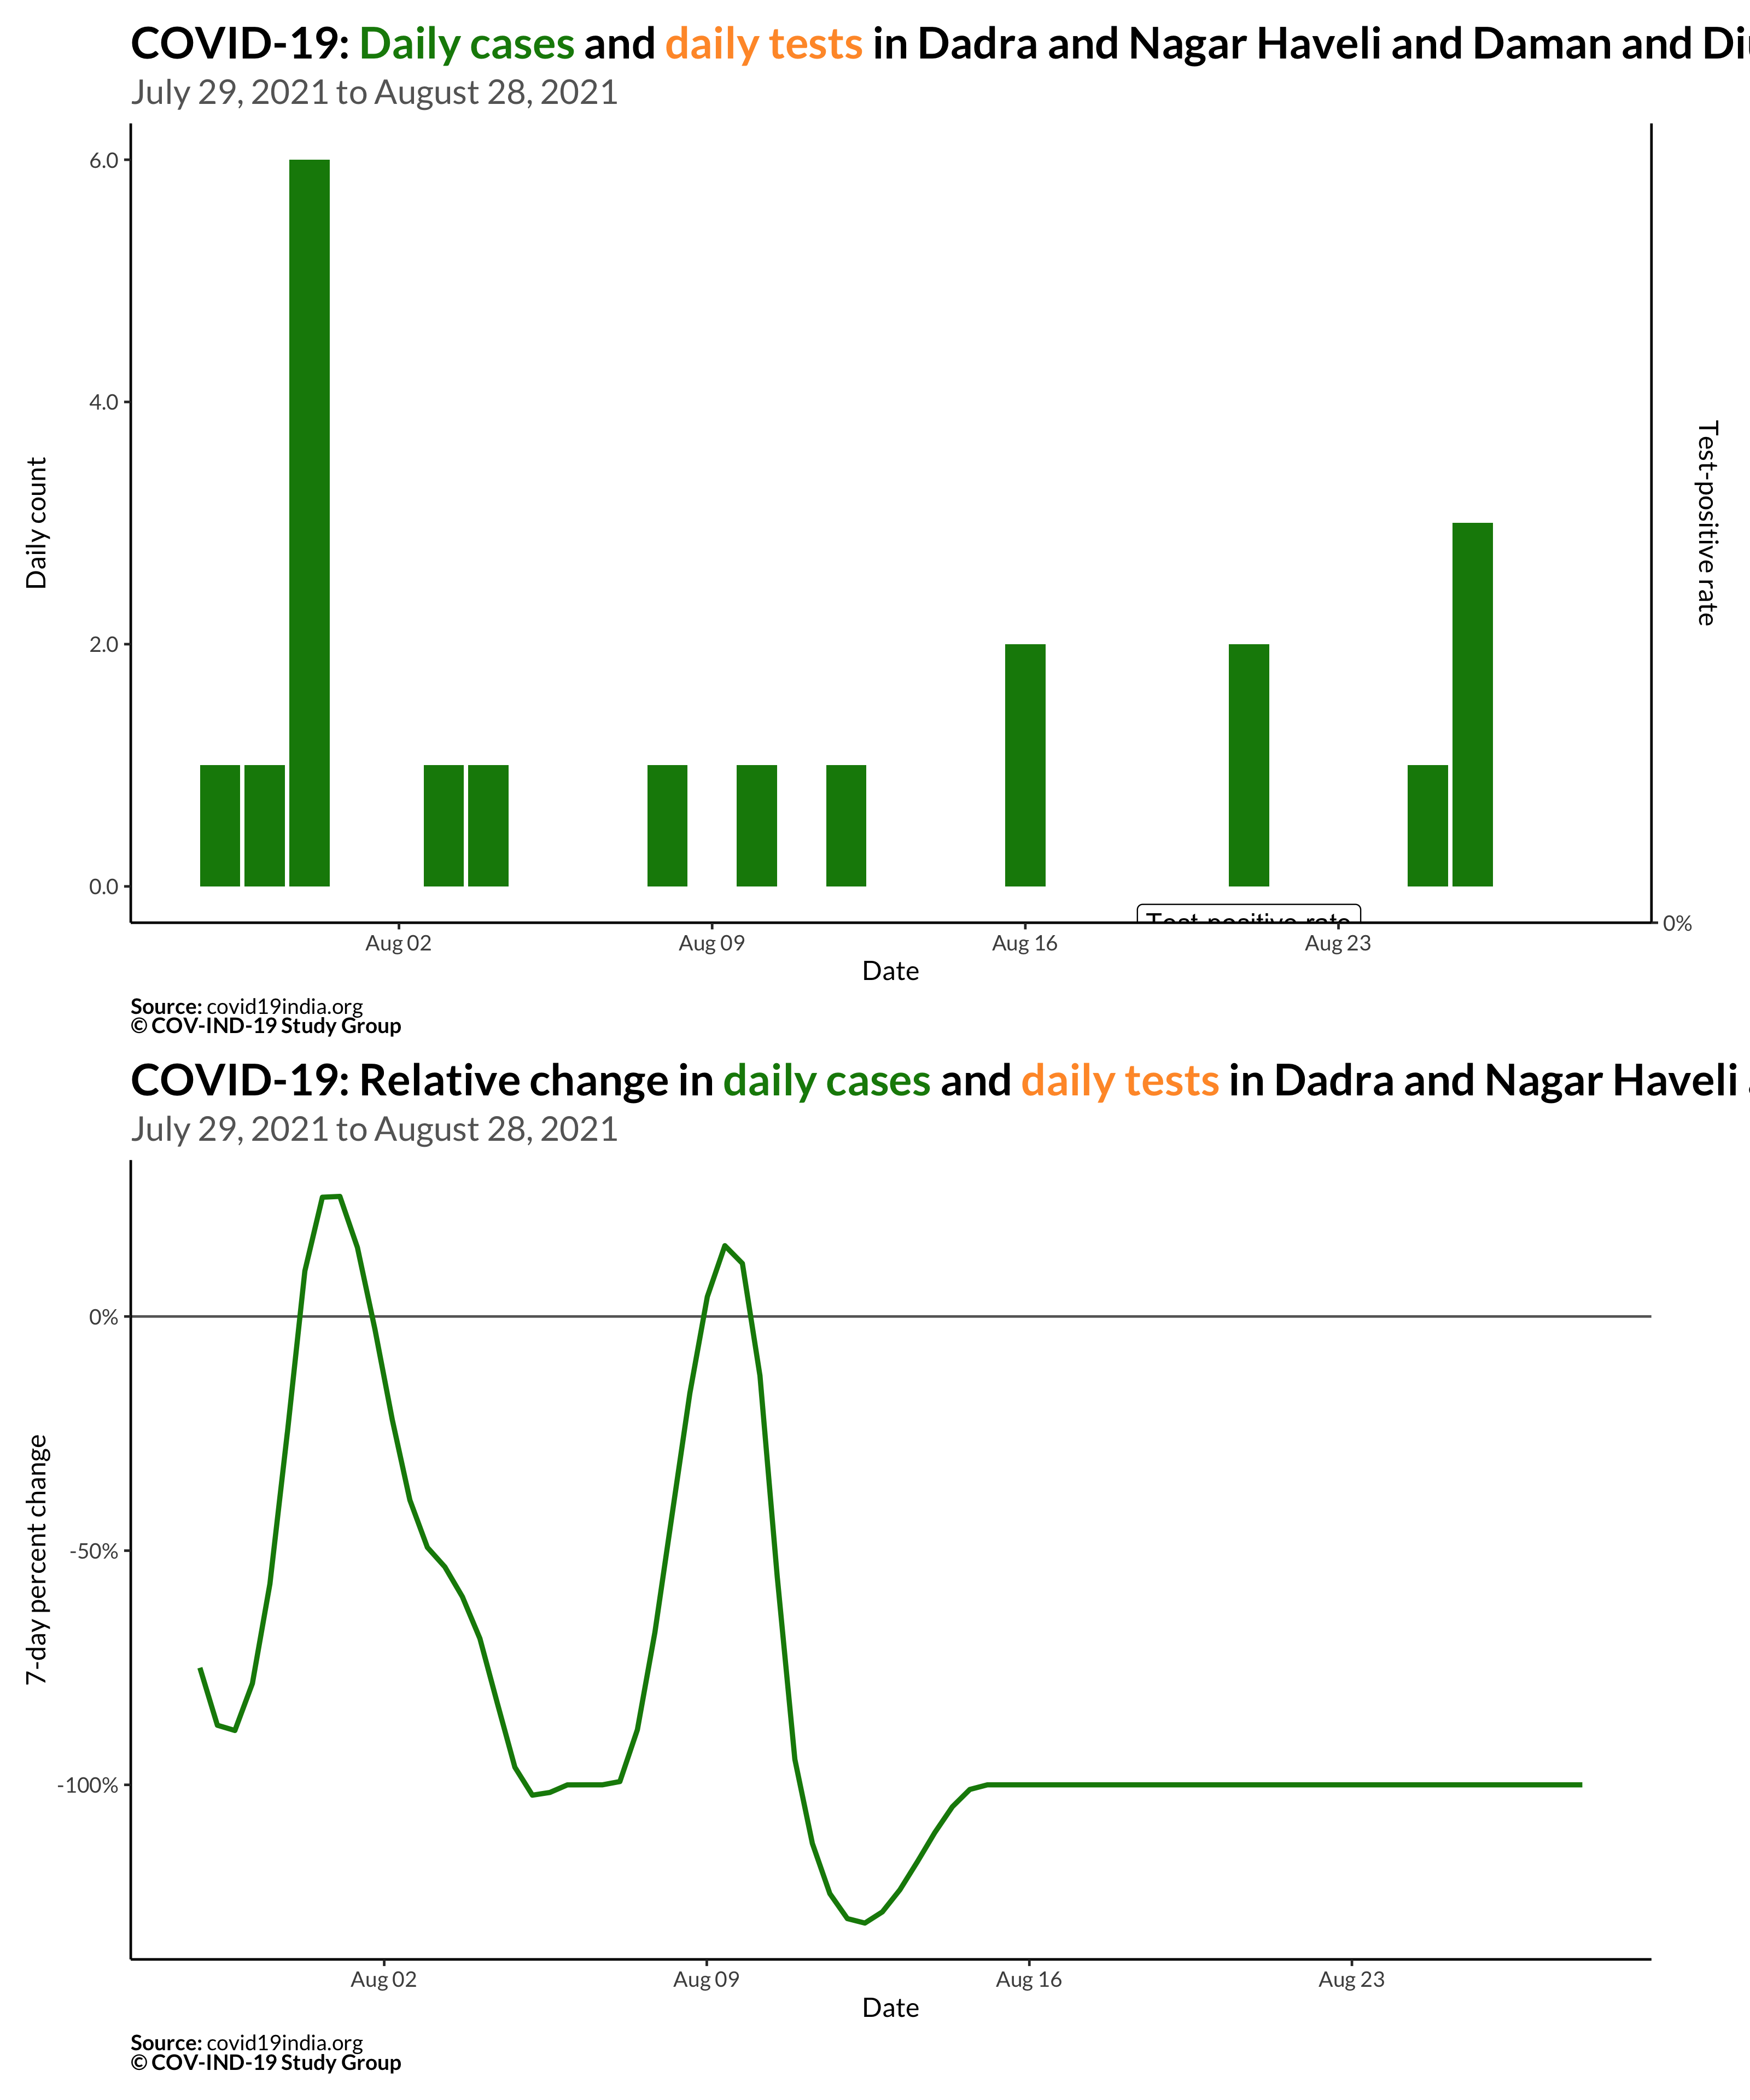 COVID-19: Daily cases and daily tests in Dadra and Nagar Haveli and Daman and
July 29, 2021 to August 28, 2021
6.0
4.0
2.0
0.0
Daily count
Test-positive rate
Test-positive rate
0%
Aug 02
Aug 09
Aug 16
Aug 23
Date
Source: covid19india.org
© COV-IND-19 Study Group
COVID-19: Relative change in daily cases and daily tests in Dadra and Nagar Haveli
July 29, 2021 to August 28, 2021
0%
-50%
-100%
7-day percent change
Aug 02
Aug 09
Aug 16
Aug 23
Date
Source: covid19india.org
© COV-IND-19 Study Group